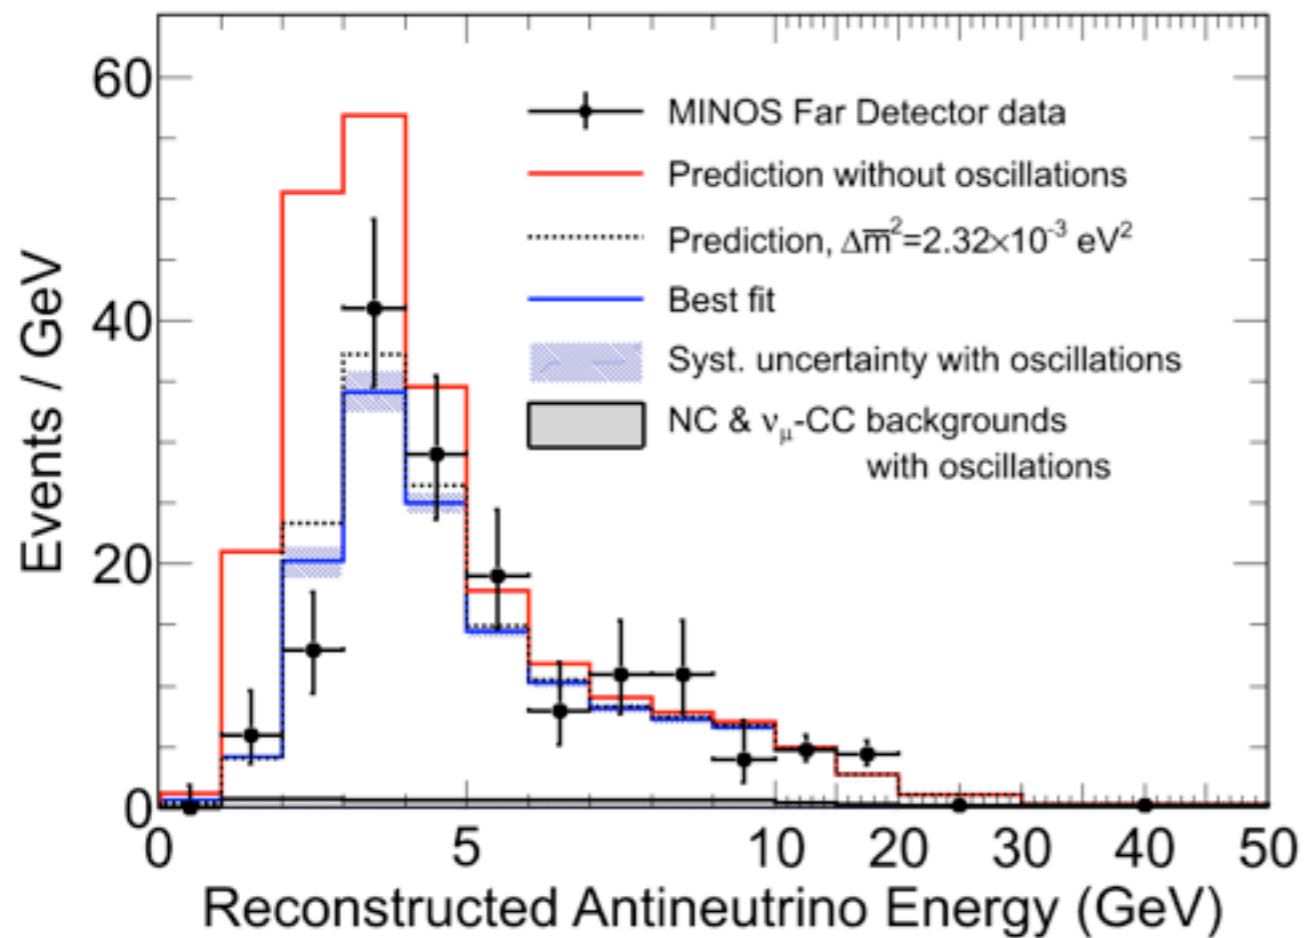 60
40
20
0
Events / GeV
MINOS Far Detector data
Prediction without oscillations
Prediction, Δm̅²=2.32×10⁻³ eV²
Best fit
Syst. uncertainty with oscillations
NC & νμ-CC backgrounds
with oscillations
0 5 10 20 30 40 50
Reconstructed Antineutrino Energy (GeV)